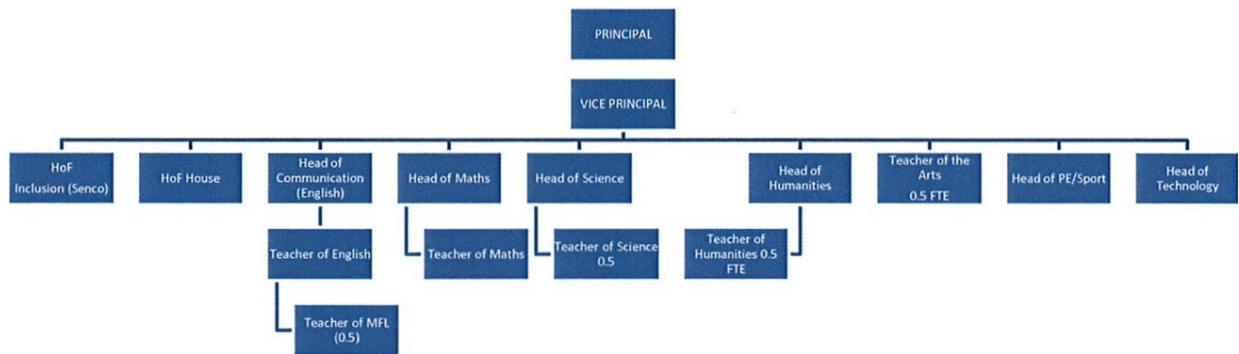 PRINCIPAL
VICE PRINCIPAL
HoF
Inclusion (Senco)
HoF House
Head of
Communication
(English)
Head of Maths
Head of Science
Head of
Humanities
Teacher of the
Arts
0.5 FTE
Head of PE/Sport
Head of
Technology
Teacher of English
Teacher of Maths
Teacher of Science
0.5
Teacher of
Humanities 0.5
FTE
Teacher of MFL
(0.5)